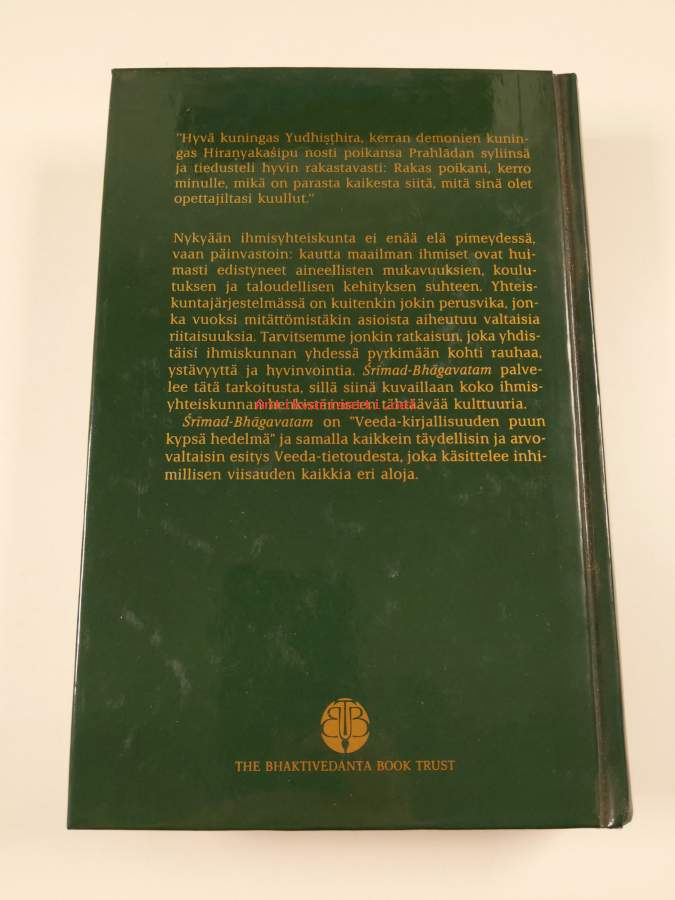 "Hyvä kuningas Yudhiṣṭhira, kerran demonien kunin-
gas Hiraṇyakaśipu nosti poikansa Prahlādan syliinsä
ja tiedusteli hyvin rakastavasti: Rakas poikani, kerro
minulle, mikä on parasta kaikesta siitä, mitä sinä olet
opettajiltasi kuullut."
Nykyään ihmisyhteiskunta ei enää elä pimeydessä,
vaan päinvastoin: kautta maailman ihmiset ovat hui-
masti edistyneet aineellisten mukavuuksien, koulu-
tuksen ja taloudellisen kehityksen suhteen. Yhteis-
kuntajärjestelmässä on kuitenkin jokin perusvika, jon-
ka vuoksi mitättömistäkin asioista aiheutuu valtaisia
riitaisuuksia. Tarvitsemme jonkin ratkaisun, joka yhdis-
täisi ihmiskunnan yhdessä pyrkimään kohti rauhaa,
ystävyyttä ja hyvinvointia. Śrīmad-Bhāgavatam palve-
lee tätä tarkoitusta, sillä siinä kuvaillaan koko ihmis-
yhteiskunnan henkistämiseen tähtäävää kulttuuria.
Śrīmad-Bhāgavatam on "Veeda-kirjallisuuden puun
kypsä hedelmä" ja samalla kaikkein täydellisin ja arvo-
valtaisin esitys Veeda-tietoudesta, joka käsittelee inhi-
millisen viisauden kaikkia eri aloja.
BTB
THE BHAKTIVEDANTA BOOK TRUST